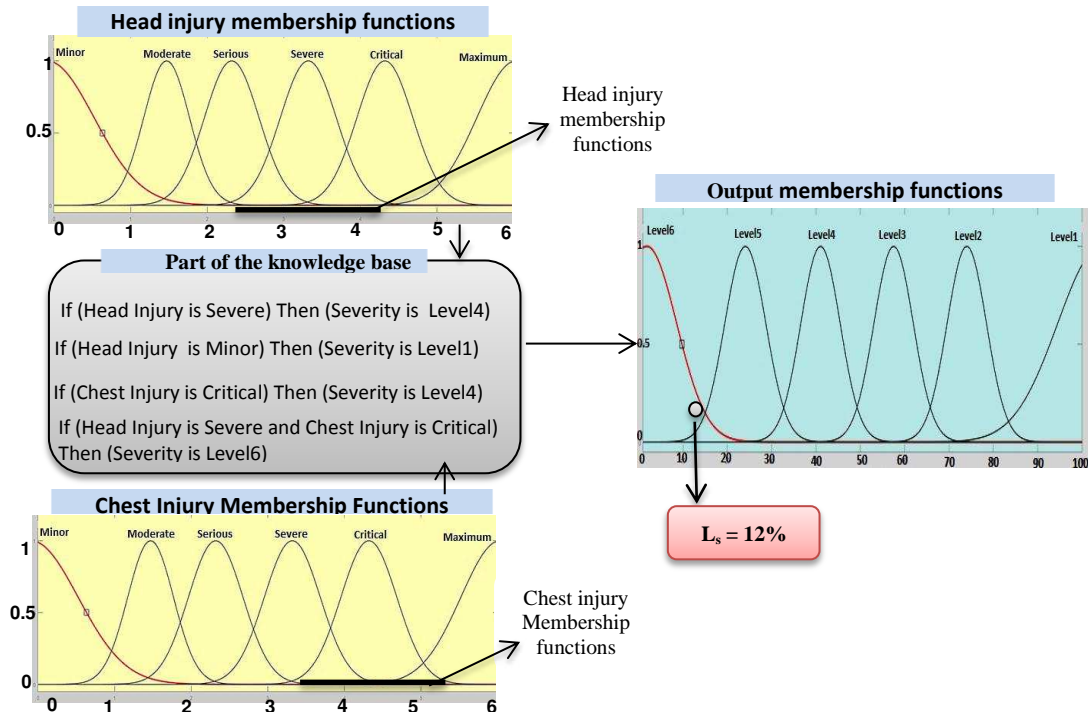 Head injury membership functions
Minor Moderate Serious Severe Critical Maximum
1
0.5
0 1 2 3 4 5 6
Head injury
membership
functions
Part of the knowledge base
If (Head Injury is Severe) Then (Severity is Level4)
If (Head Injury is Minor) Then (Severity is Level1)
If (Chest Injury is Critical) Then (Severity is Level4)
If (Head Injury is Severe and Chest Injury is Critical)
Then (Severity is Level6)
Output membership functions
Level6 Level5 Level4 Level3 Level2 Level1
1
0.5
0
0 10 20 30 40 50 60 70 80 90 100
Ls = 12%
Chest Injury Membership Functions
Minor Moderate Serious Severe Critical Maximum
1
0.5
0
0 1 2 3 4 5 6
Chest injury
Membership
functions